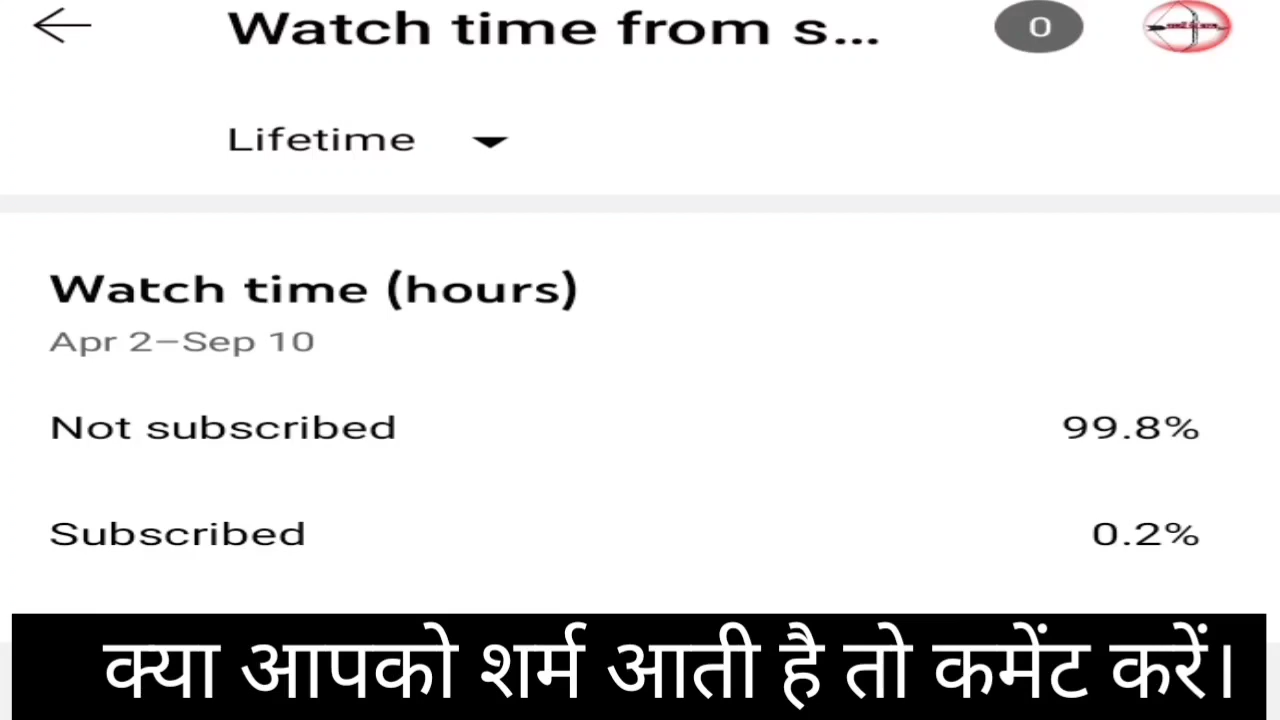 Watch time from s...
0
Lifetime
Watch time (hours)
Apr 2–Sep 10
Not subscribed 99.8%
Subscribed 0.2%
क्या आपको शर्म आती है तो कमेंट करें।